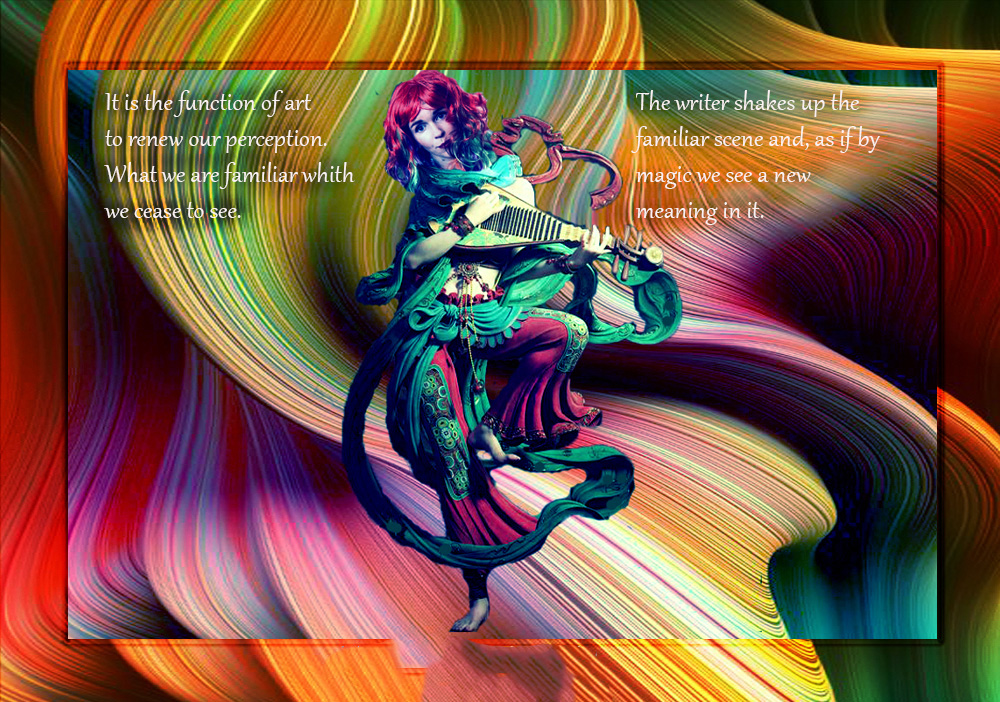 It is the function of art
to renew our perception.
What we are familiar whith
we cease to see.
The writer shakes up the
familiar scene and, as if by
magic we see a new
meaning in it.